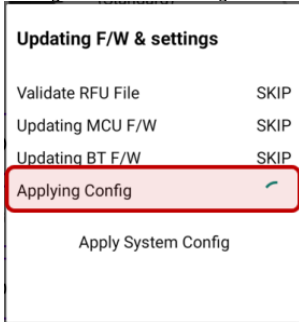 Updating F/W & settings
Validate RFU File SKIP
Updating MCU F/W SKIP
Updating BT F/W SKIP
Applying Config
Apply System Config